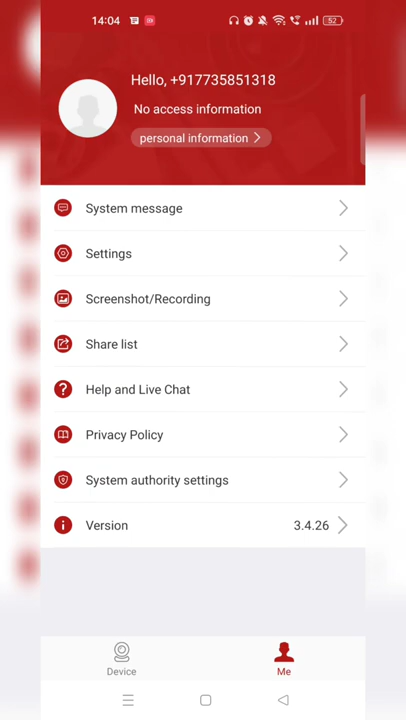 14:04
52
Hello, +917735851318
No access information
personal information
System message
Settings
Screenshot/Recording
Share list
Help and Live Chat
Privacy Policy
System authority settings
Version 3.4.26
Device Me